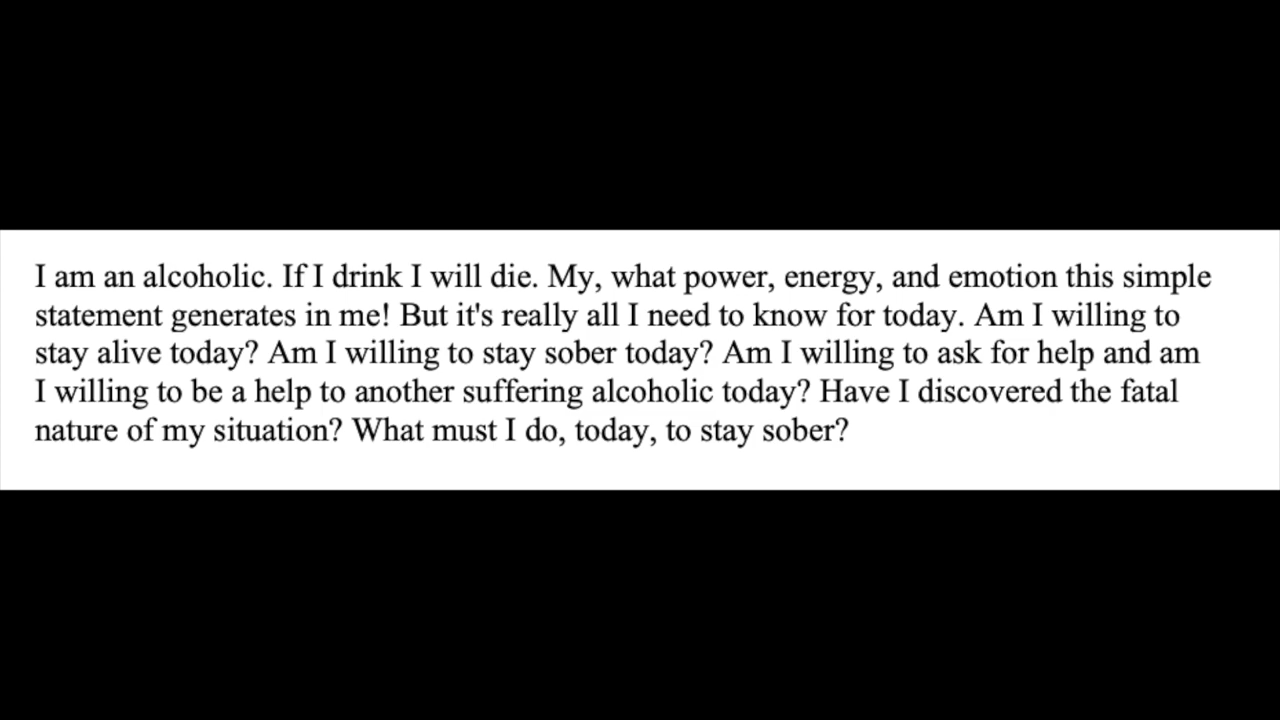 I am an alcoholic. If I drink I will die. My, what power, energy, and emotion this simple
statement generates in me! But it's really all I need to know for today. Am I willing to
stay alive today? Am I willing to stay sober today? Am I willing to ask for help and am
I willing to be a help to another suffering alcoholic today? Have I discovered the fatal
nature of my situation? What must I do, today, to stay sober?